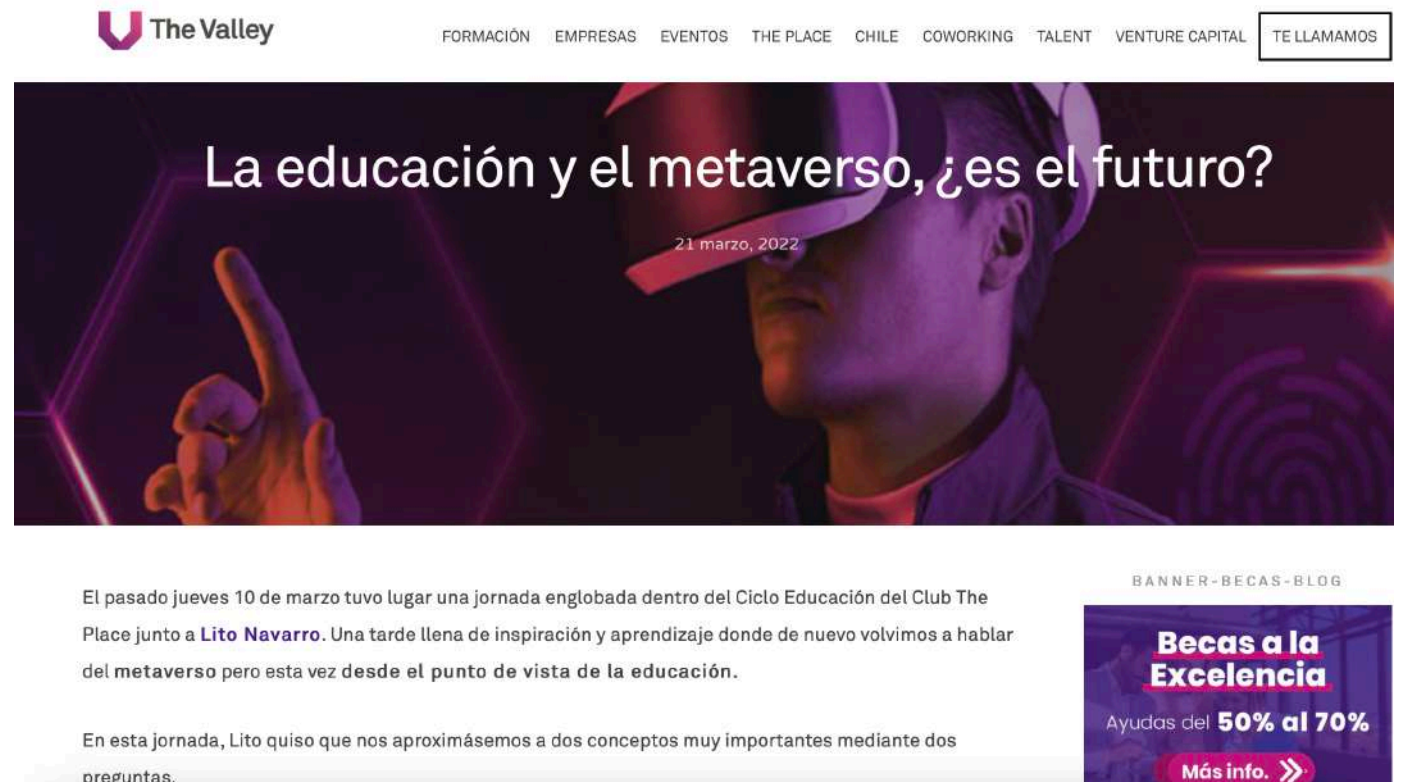 The Valley
FORMACIÓN EMPRESAS EVENTOS THE PLACE CHILE COWORKING TALENT VENTURE CAPITAL TE LLAMAMOS
La educación y el metaverso, ¿es el futuro?
21 marzo, 2022
El pasado jueves 10 de marzo tuvo lugar una jornada englobada dentro del Ciclo Educación del Club The
Place junto a Lito Navarro. Una tarde llena de inspiración y aprendizaje donde de nuevo volvimos a hablar
del metaverso pero esta vez desde el punto de vista de la educación.
En esta jornada, Lito quiso que nos aproximásemos a dos conceptos muy importantes mediante dos
preguntas.
BANNER-BECAS-BLOG
Becas a la
Excelencia
Ayudas del 50% al 70%
Más info.